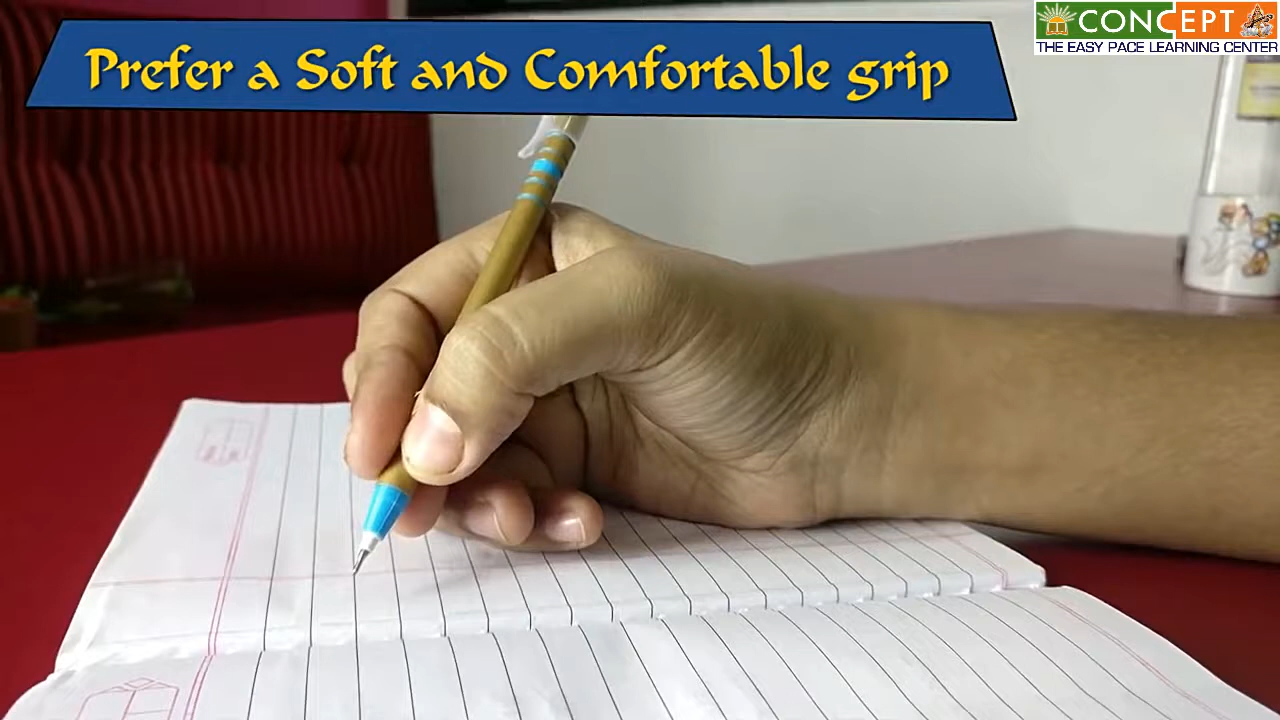 Prefer a Soft and Comfortable grip
CONCEPT
THE EASY PACE LEARNING CENTER